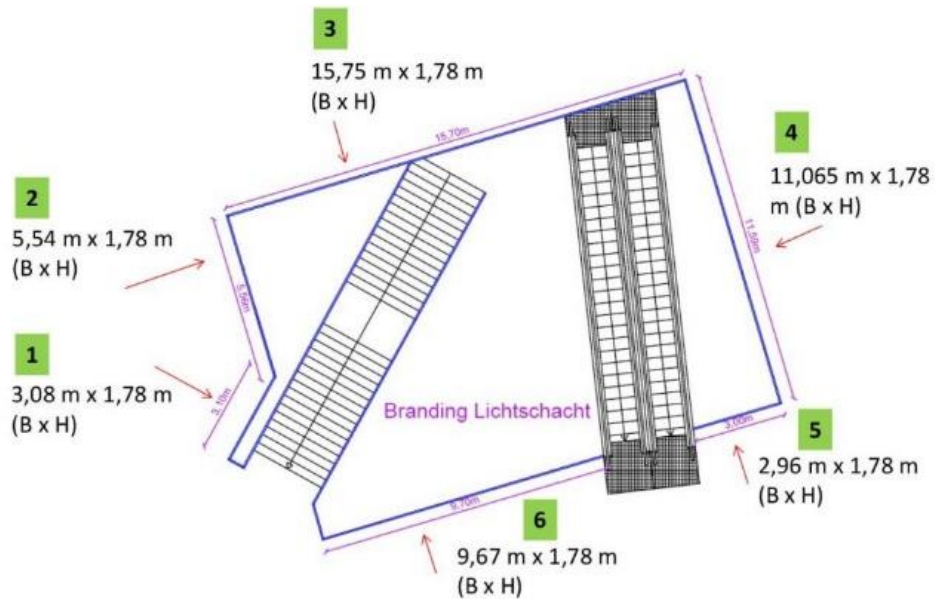 3
15,75 m x 1,78 m
(B x H)
15.70m
4
11,065 m x 1,78
m (B x H)
11.59m
2
5,54 m x 1,78 m
(B x H)
5.56m
1
3,08 m x 1,78 m
(B x H)
3.10m
Branding Lichtschacht
3.00m
5
2,96 m x 1,78 m
(B x H)
9.70m
6
9,67 m x 1,78 m
(B x H)